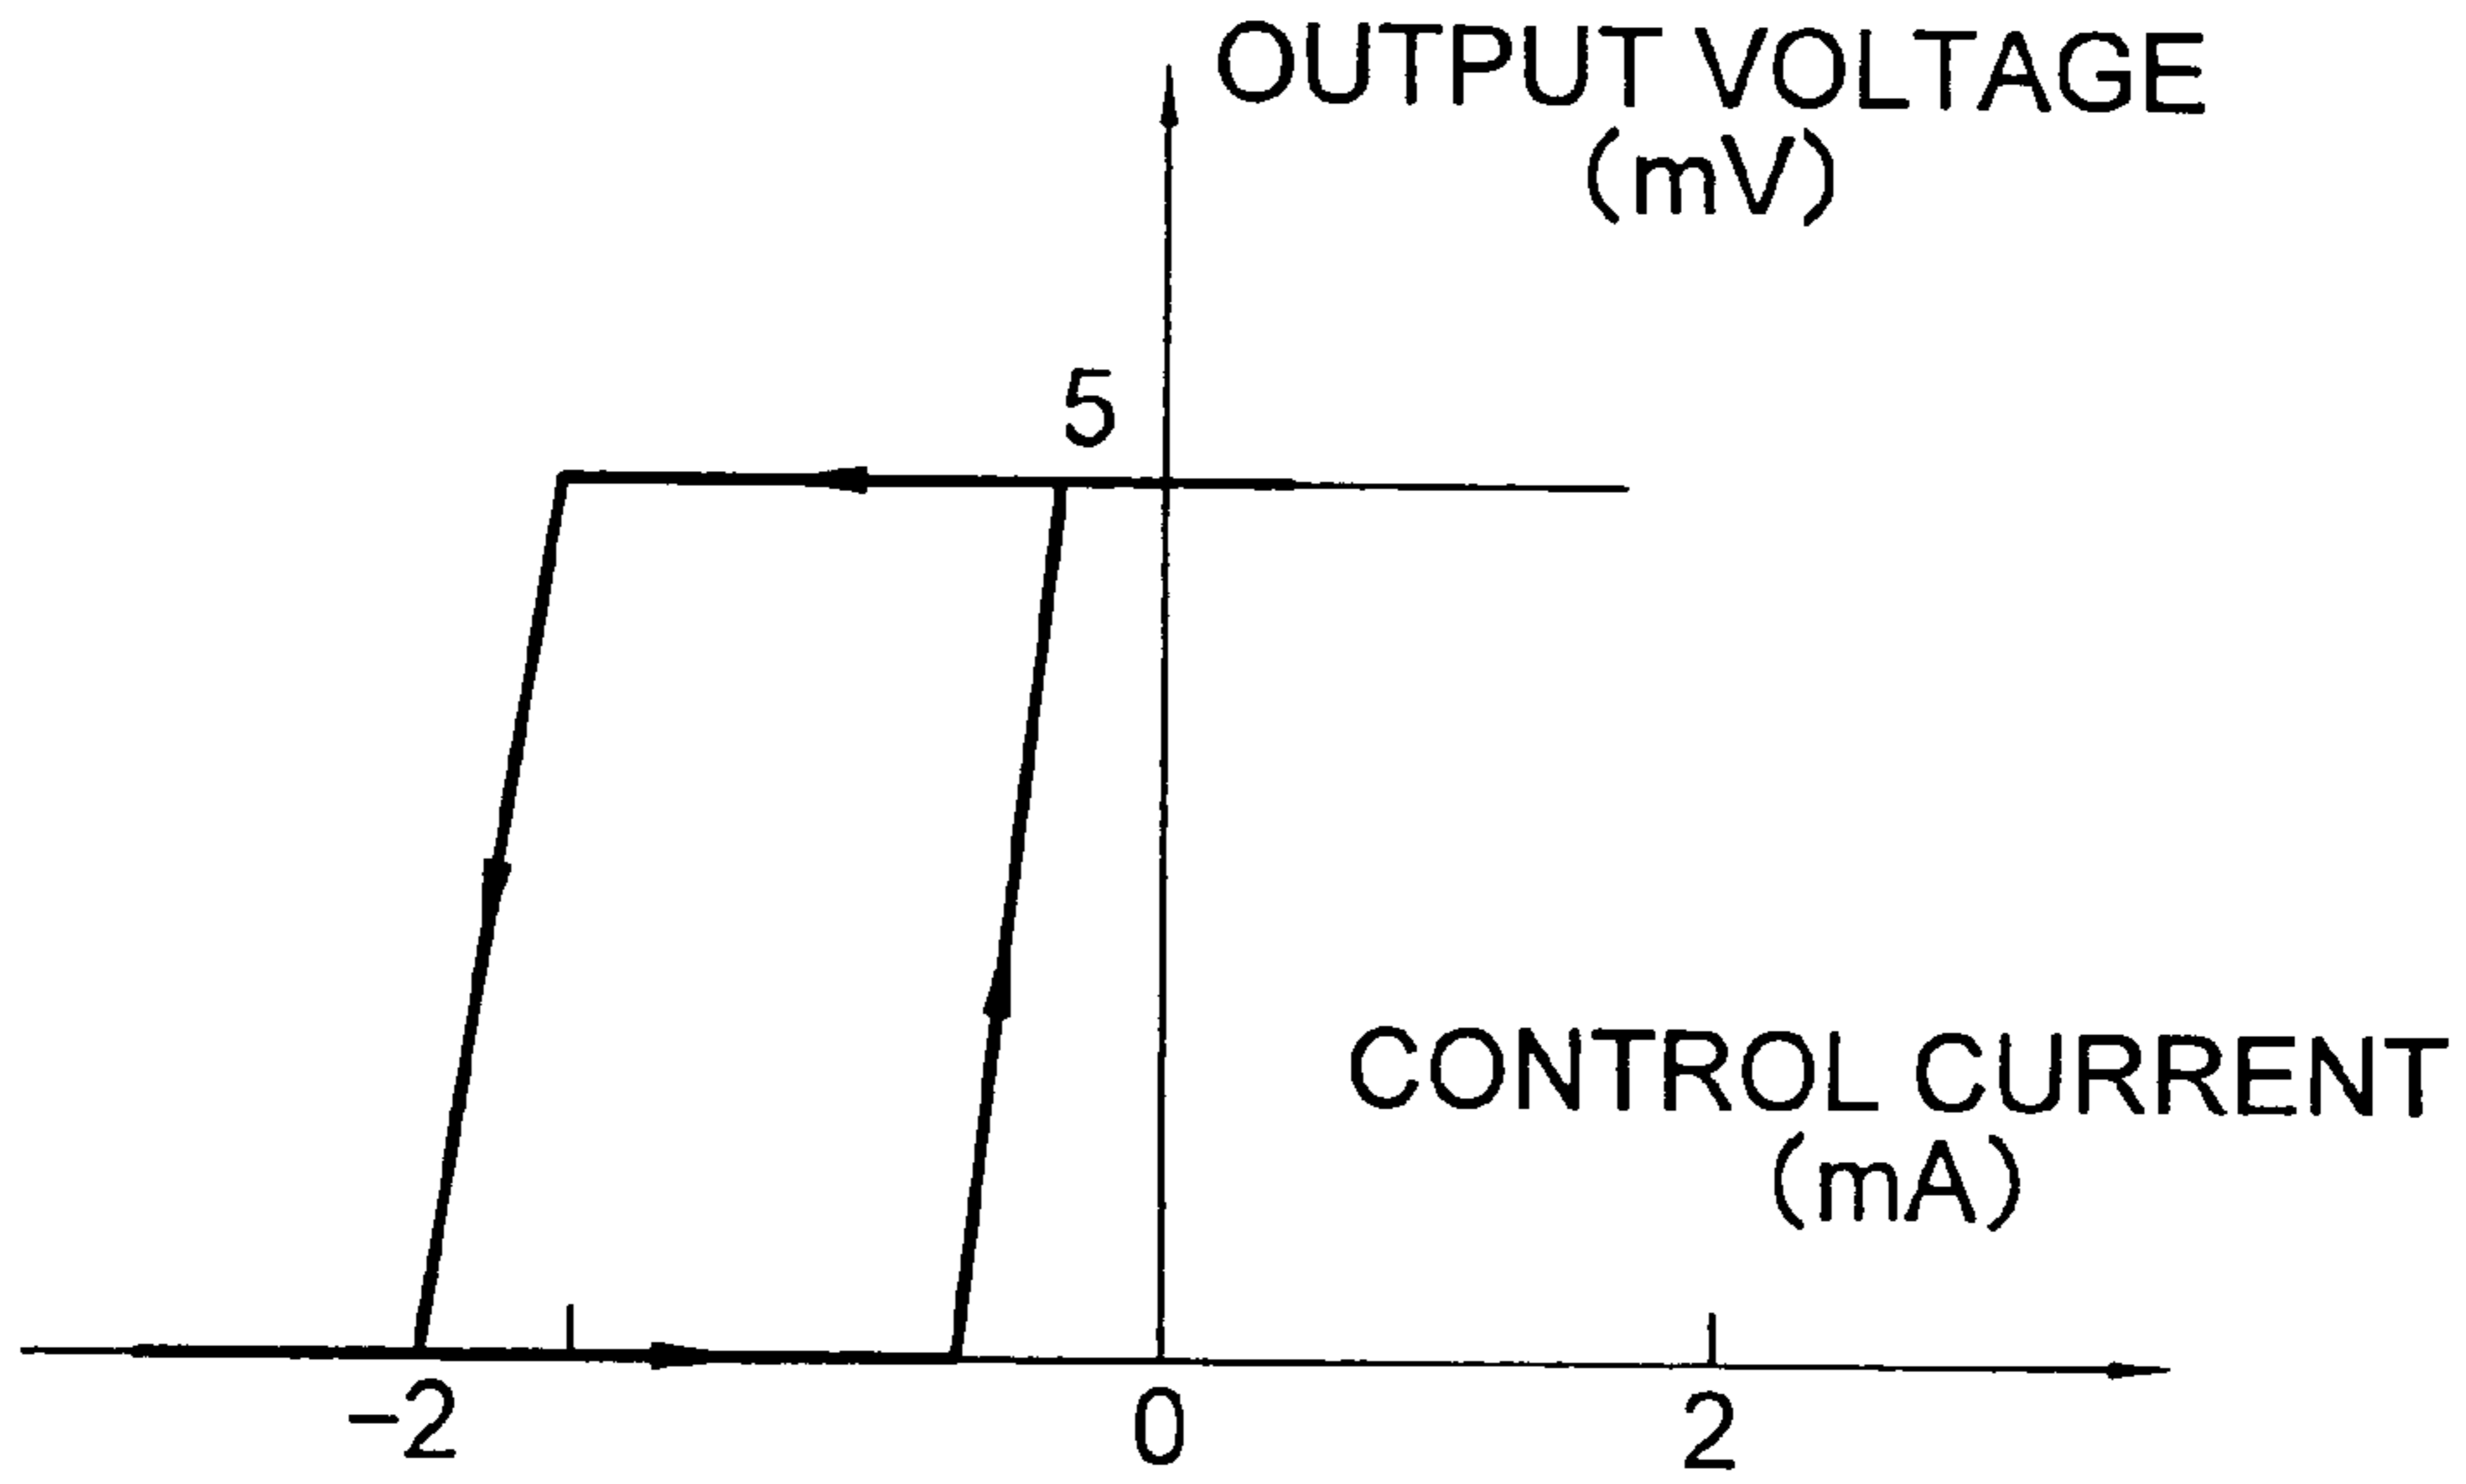 OUTPUT VOLTAGE
(mV)
5
CONTROL CURRENT
(mA)
-2
0
2